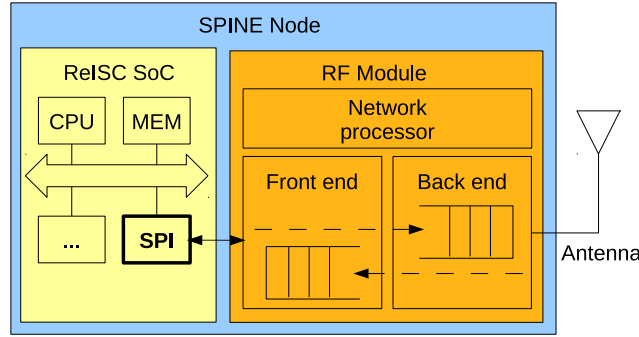 SPINE Node
ReISC SoC
RF Module
CPU
MEM
Network
processor
Front end
Back end
...
SPI
Antenna